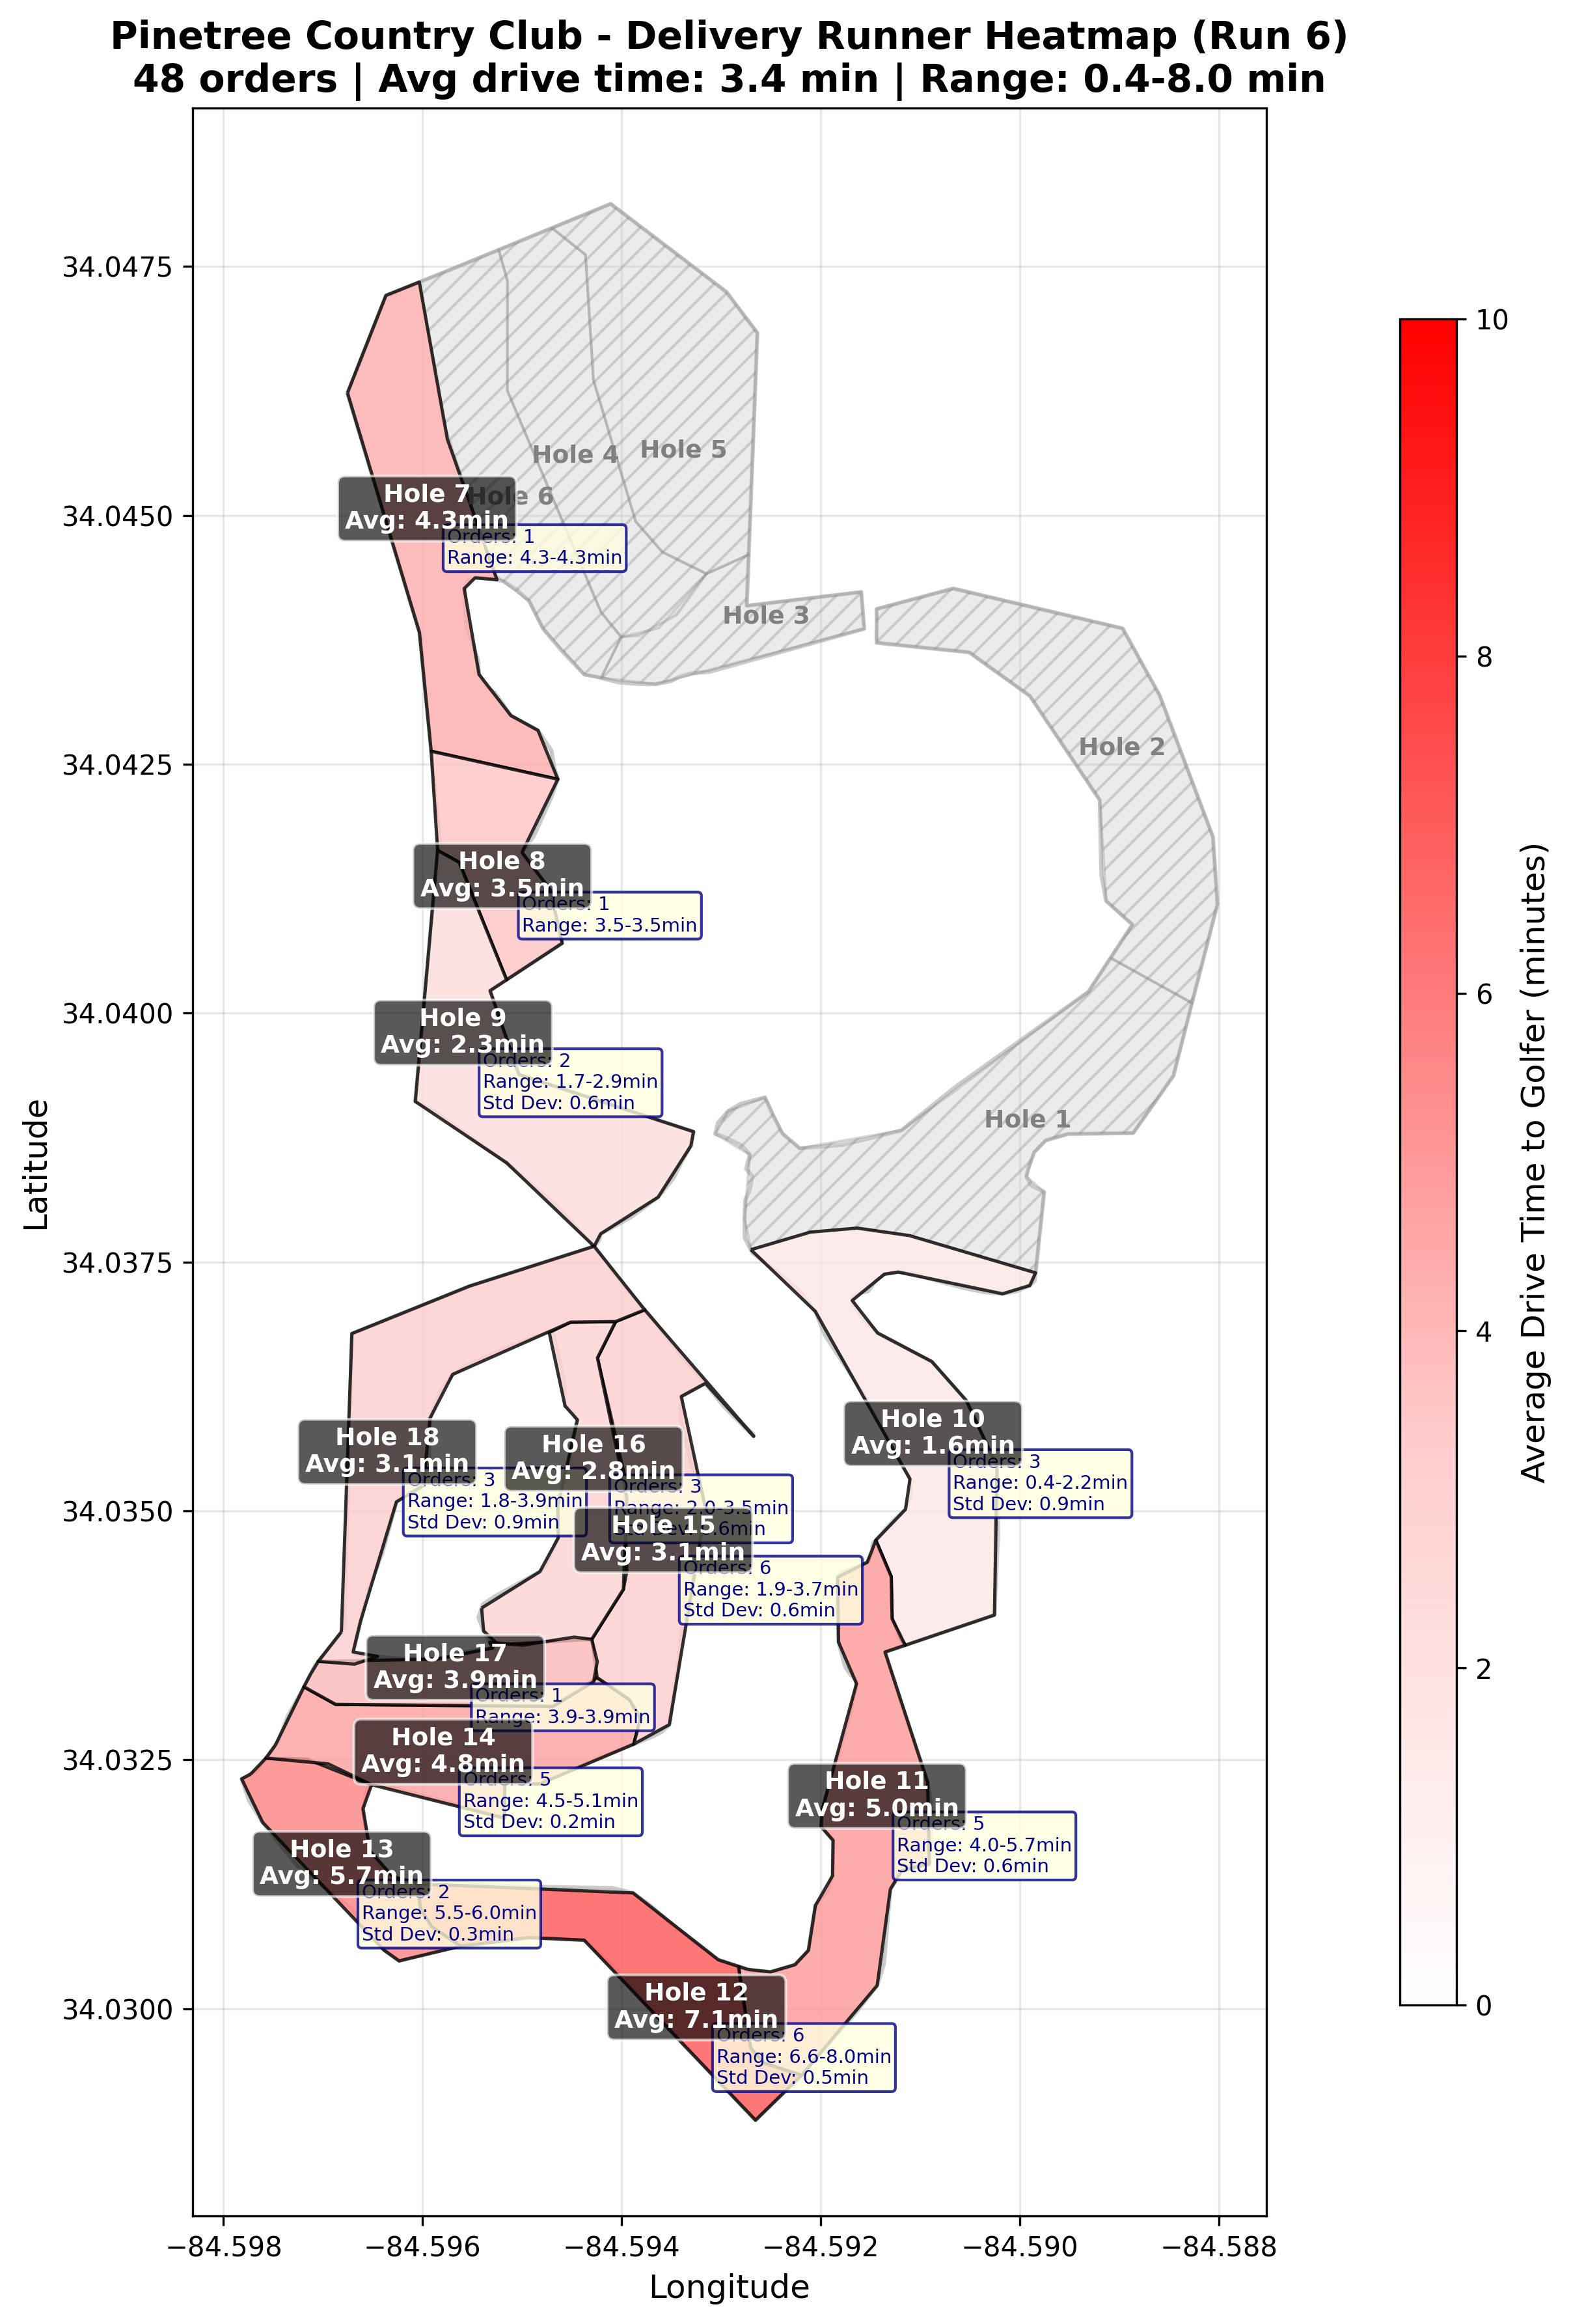 Pinetree Country Club - Delivery Runner Heatmap (Run 6)
48 orders | Avg drive time: 3.4 min | Range: 0.4-8.0 min
Latitude
34.0475
34.0450
34.0425
34.0400
34.0375
34.0350
34.0325
34.0300
Hole 4
Hole 5
Hole 6
Hole 7
Avg: 4.3min
Orders: 1
Range: 4.3-4.3min
Hole 3
Hole 2
Hole 8
Avg: 3.5min
Orders: 1
Range: 3.5-3.5min
Hole 9
Avg: 2.3min
Orders: 2
Range: 1.7-2.9min
Std Dev: 0.6min
Hole 1
Hole 10
Avg: 1.6min
Orders: 3
Range: 0.4-2.2min
Std Dev: 0.9min
Hole 18
Avg: 3.1min
Orders: 3
Range: 1.8-3.9min
Std Dev: 0.9min
Hole 16
Avg: 2.8min
Orders: 3
Range: 2.0-3.5min
Std Dev: 0.6min
Hole 15
Avg: 3.1min
Orders: 6
Range: 1.9-3.7min
Std Dev: 0.6min
Hole 17
Avg: 3.9min
Orders: 1
Range: 3.9-3.9min
Hole 14
Avg: 4.8min
Orders: 5
Range: 4.5-5.1min
Std Dev: 0.2min
Hole 11
Avg: 5.0min
Orders: 5
Range: 4.0-5.7min
Std Dev: 0.6min
Hole 13
Avg: 5.7min
Orders: 2
Range: 5.5-6.0min
Std Dev: 0.3min
Hole 12
Avg: 7.1min
Orders: 6
Range: 6.6-8.0min
Std Dev: 0.5min
−84.598
−84.596
−84.594
−84.592
−84.590
−84.588
Longitude
10
8
6
4
2
0
Average Drive Time to Golfer (minutes)